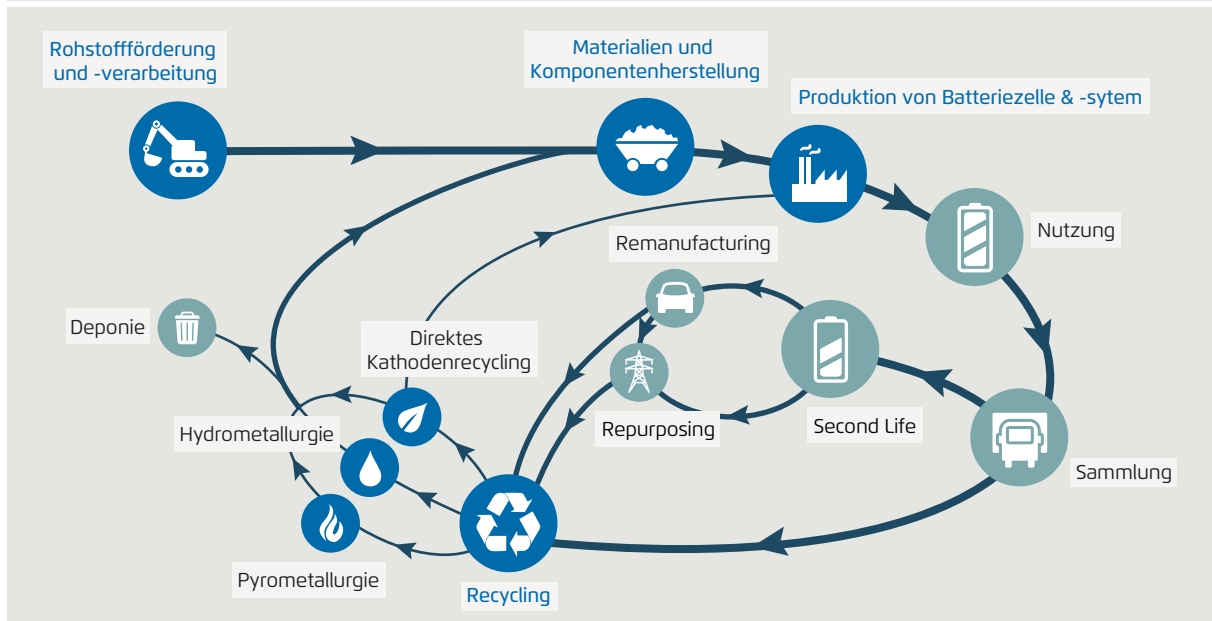 Rohstoffförderung
und -verarbeitung
Materialien und
Komponentenherstellung
Produktion von Batteriezelle & -sytem
Nutzung
Remanufacturing
Deponie
Direktes
Kathodenrecycling
Hydrometallurgie
Repurposing
Second Life
Sammlung
Pyrometallurgie
Recycling